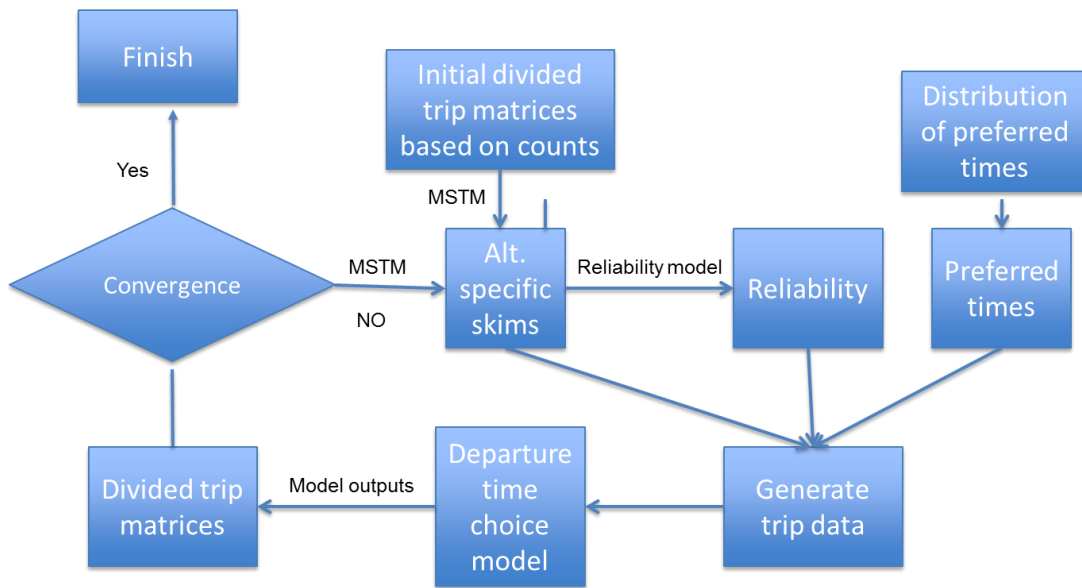 Finish
Initial divided
trip matrices
based on counts
Distribution
of preferred
times
Yes
MSTM
Convergence
MSTM
NO
Alt.
specific
skims
Reliability model
Reliability
Preferred
times
Divided trip
matrices
Model outputs
Departure
time
choice
model
Generate
trip data